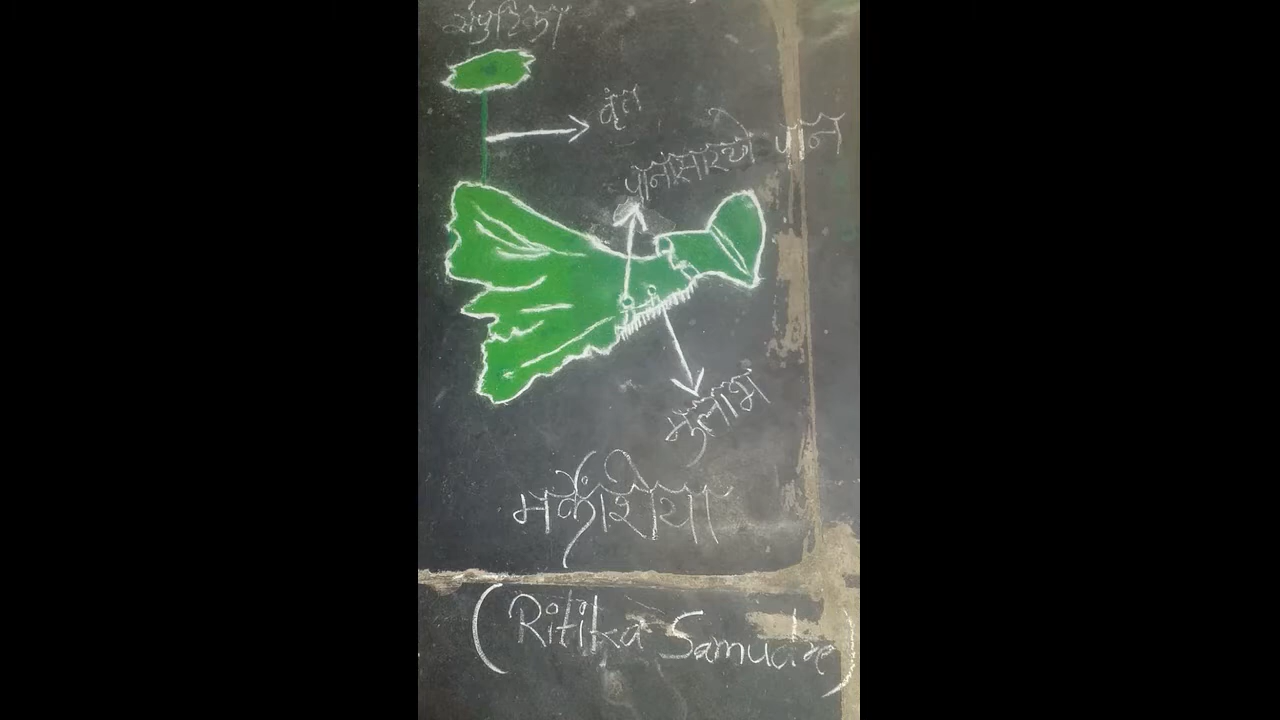 संपुटिका
वृंत
पानासारखे पान
मुलाभ
मर्केंशीया
(Ritika Samudre)